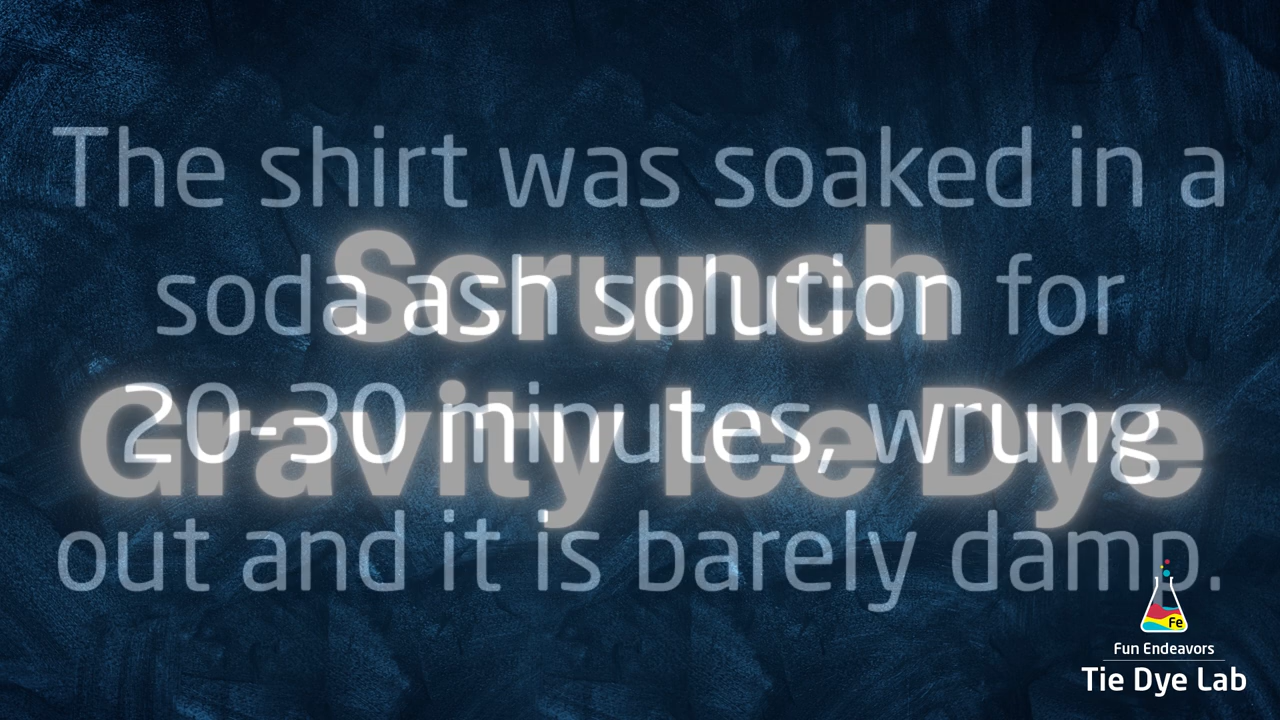 The shirt was soaked in a
Scrunch
soda ash solution for
Gravity Ice Dye
20-30 minutes, wrung
out and it is barely damp.
Fe
Fun Endeavors
Tie Dye Lab